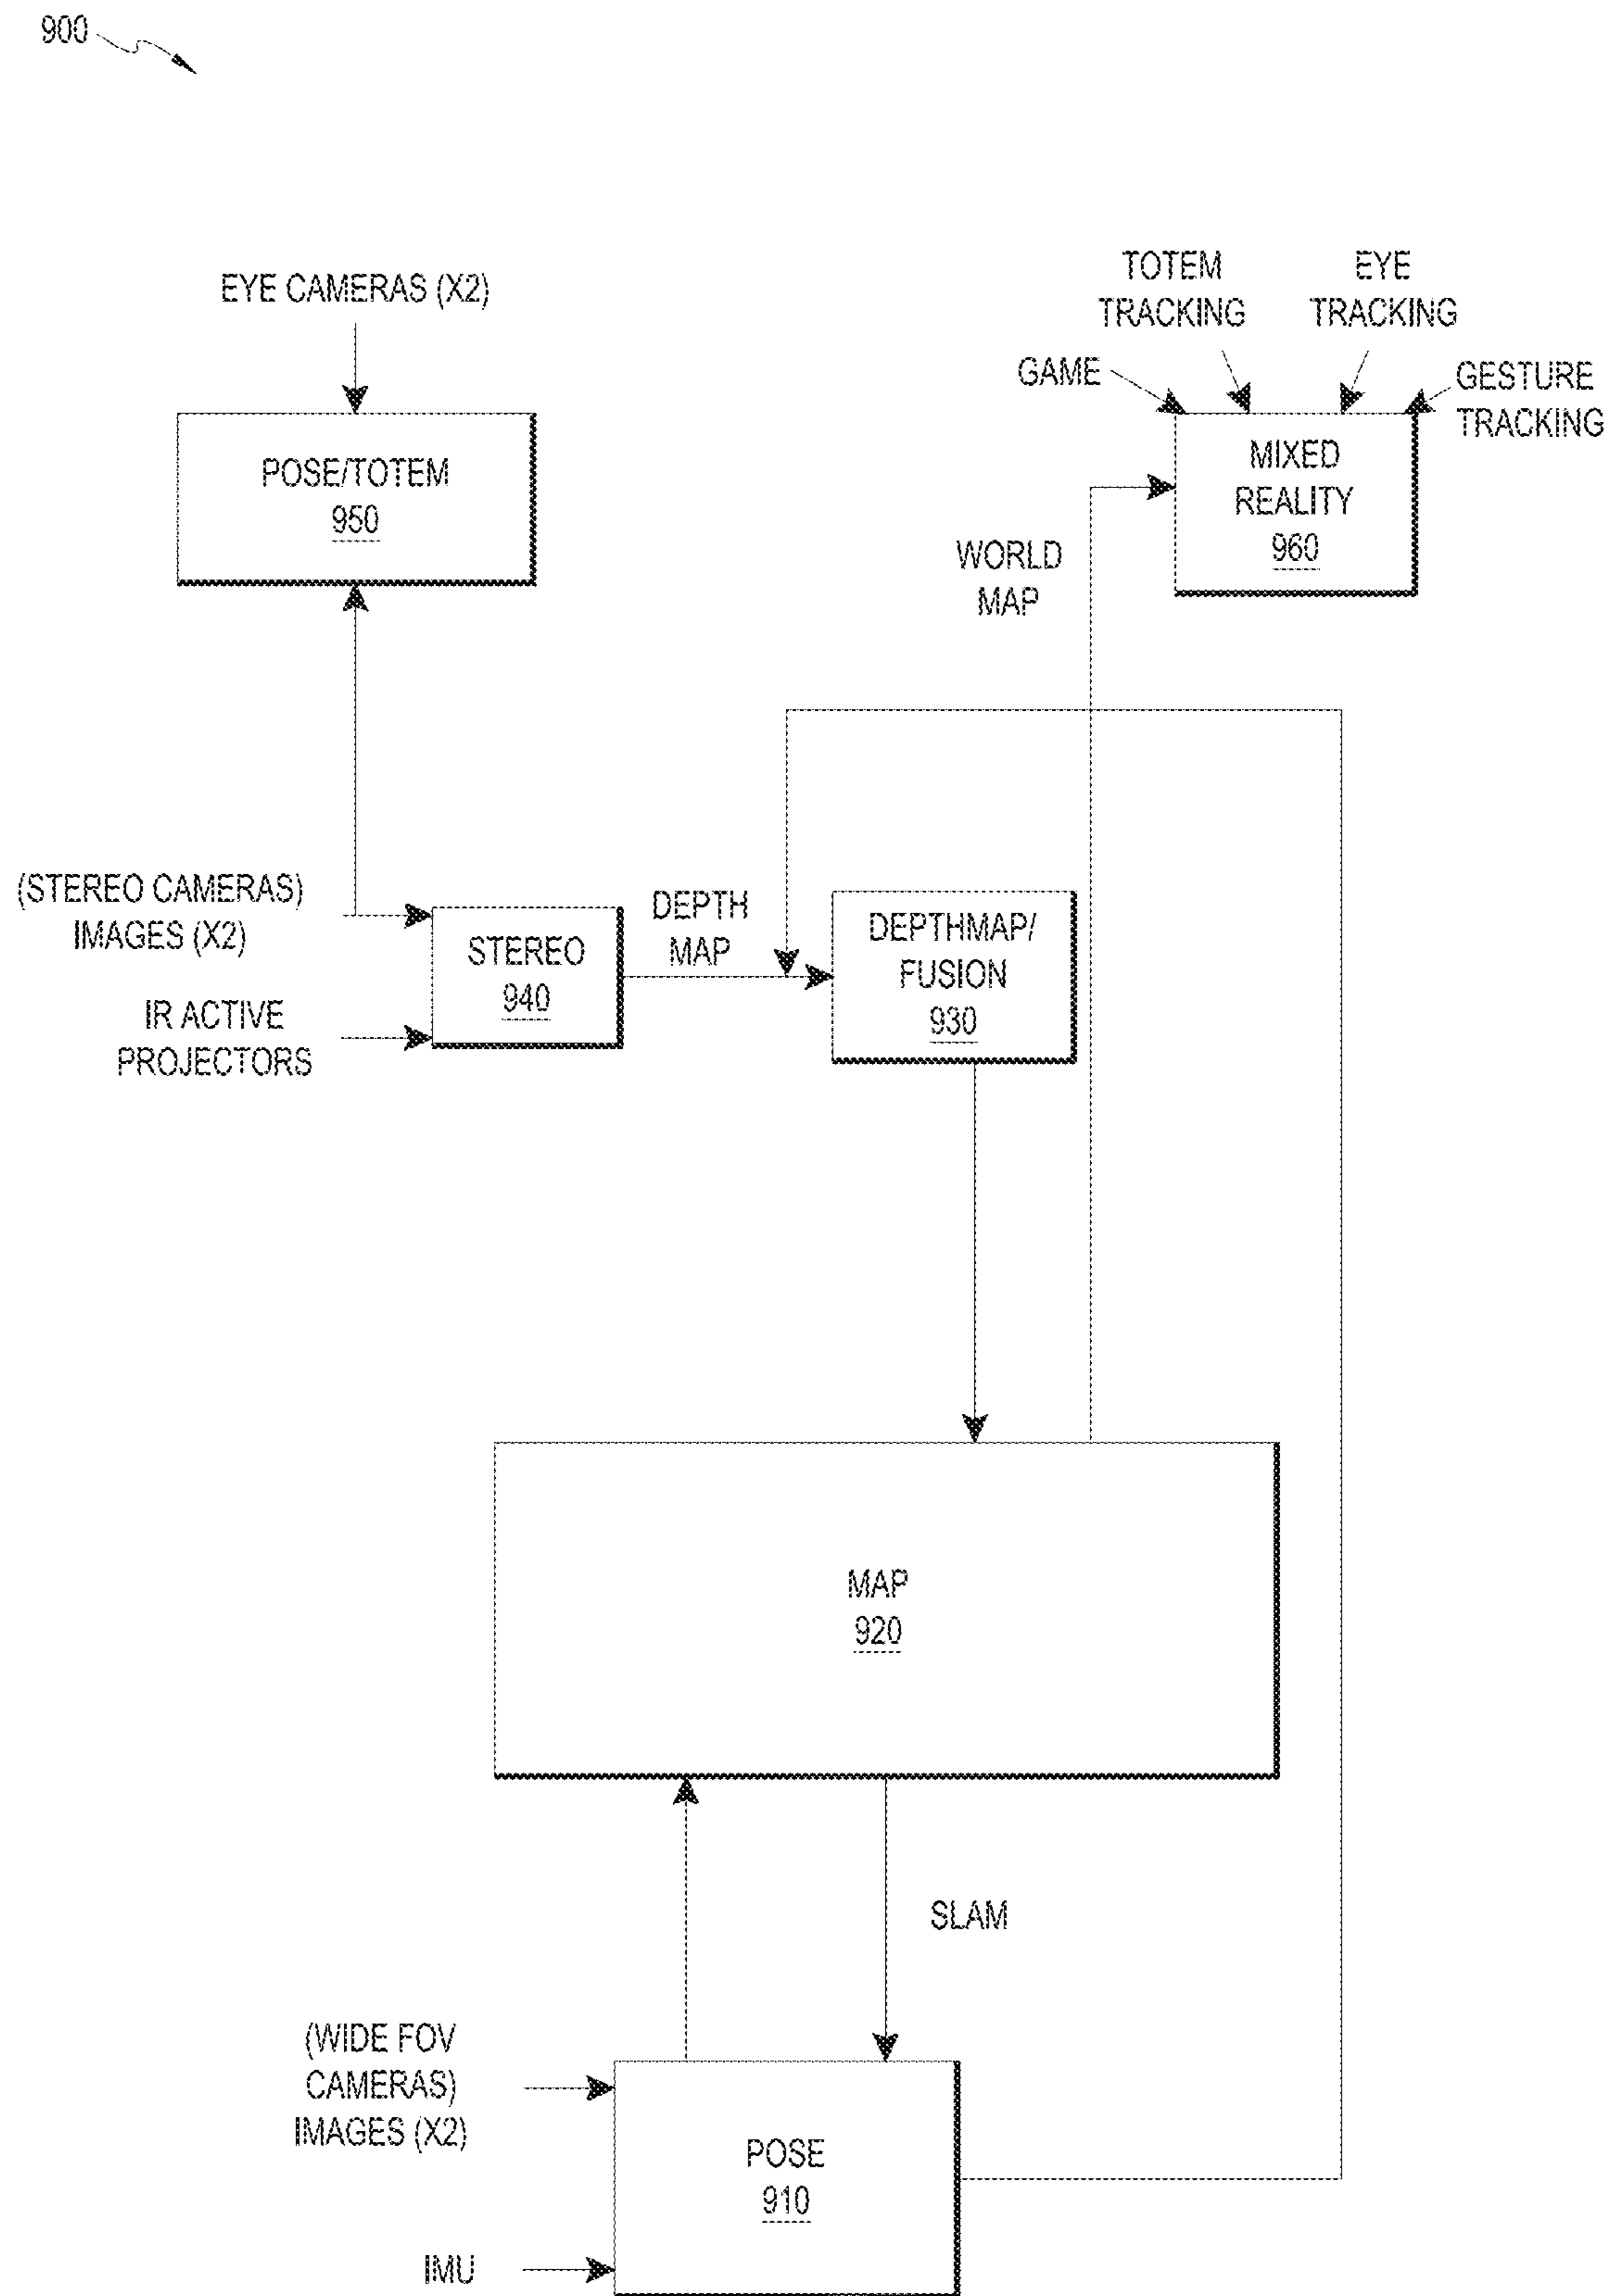 900
EYE CAMERAS (X2)
POSE/TOTEM
950
TOTEM
TRACKING
EYE
TRACKING
GAME
GESTURE
TRACKING
MIXED
REALITY
960
WORLD
MAP
(STEREO CAMERAS)
IMAGES (X2)
IR ACTIVE
PROJECTORS
STEREO
940
DEPTH
MAP
DEPTHMAP/
FUSION
930
MAP
920
SLAM
(WIDE FOV
CAMERAS)
IMAGES (X2)
IMU
POSE
910